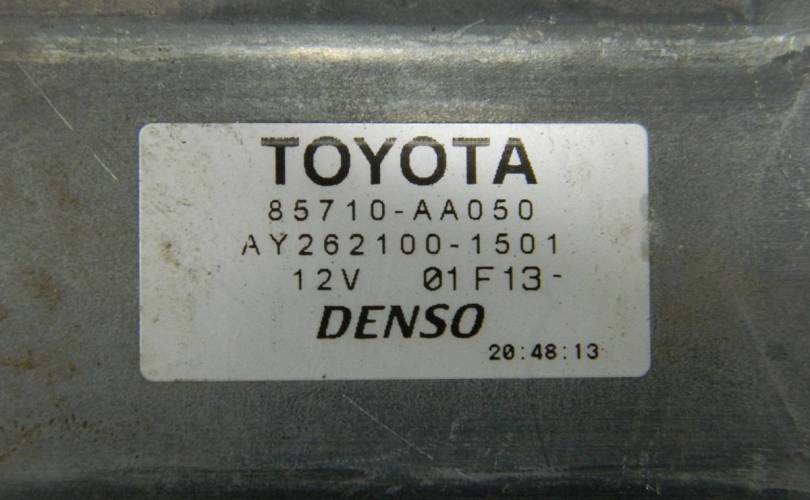 TOYOTA
85710-AA050
AY262100-1501
12V 01F13-
DENSO
20:48:13